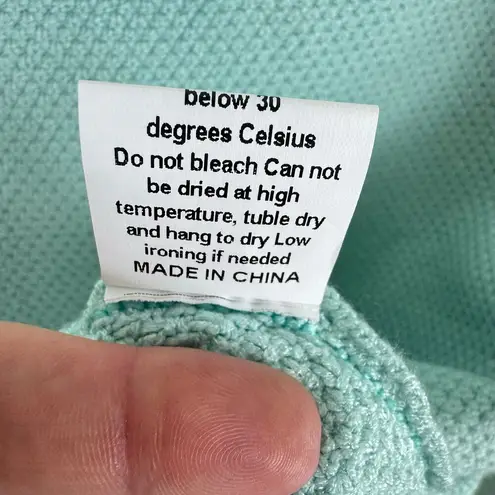 below 30
degrees Celsius
Do not bleach Can not
be dried at high
temperature, tuble dry
and hang to dry Low
ironing if needed
MADE IN CHINA